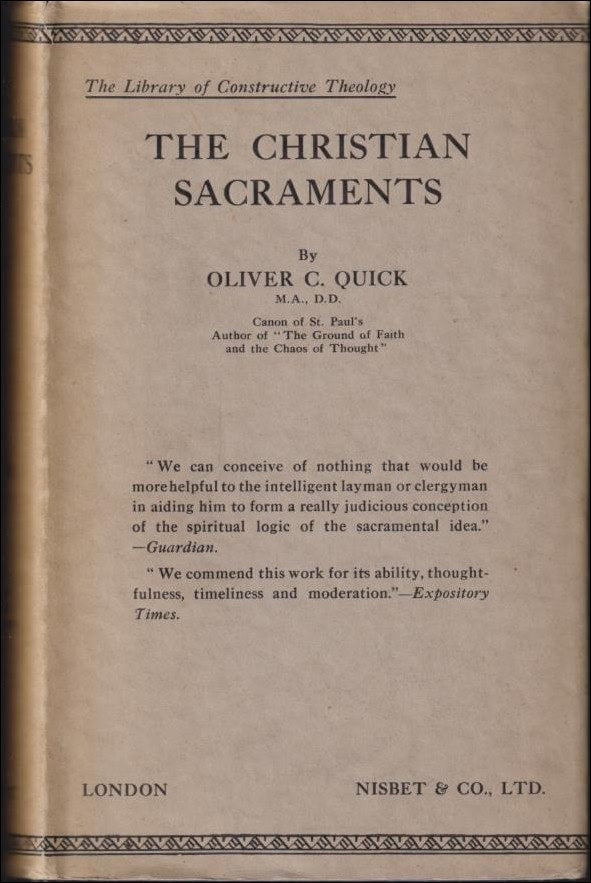 The Library of Constructive Theology
THE CHRISTIAN
SACRAMENTS
By
OLIVER C. QUICK
M.A., D.D.
Canon of St. Paul's
Author of "The Ground of Faith
and the Chaos of Thought"
"We can conceive of nothing that would be
more helpful to the intelligent layman or clergyman
in aiding him to form a really judicious conception
of the spiritual logic of the sacramental idea."
—Guardian.
" We commend this work for its ability, thought-
fulness, timeliness and moderation."—Expository
Times.
LONDON
NISBET & CO., LTD.